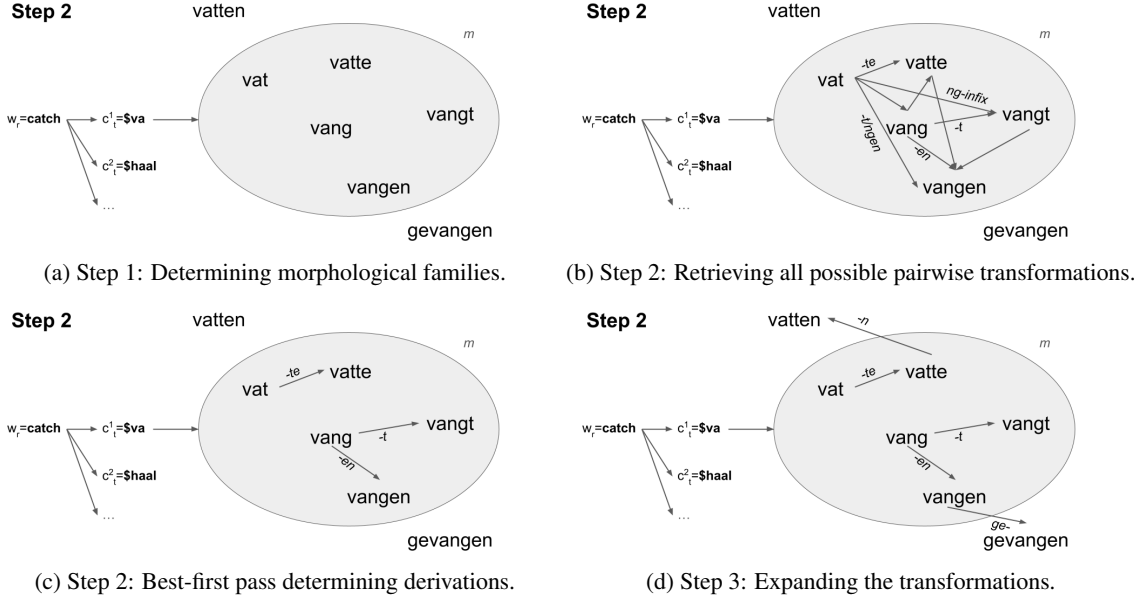 Step 2
vatten
m
vatte
vat
w_r=catch
c^1_t=$va
vangt
vang
c^2_t=$haal
vangen
...
gevangen
(a) Step 1: Determining morphological families.
Step 2
vatten
m
-te
vatte
vat
ng-infix
w_r=catch
c^1_t=$va
vangt
-t/ngen
vang
-t
-en
c^2_t=$haal
vangen
...
gevangen
(b) Step 2: Retrieving all possible pairwise transformations.
Step 2
vatten
m
-te
vatte
vat
w_r=catch
c^1_t=$va
vangt
vang
-t
-en
c^2_t=$haal
vangen
...
gevangen
(c) Step 2: Best-first pass determining derivations.
Step 2
vatten
-n
m
-te
vatte
vat
w_r=catch
c^1_t=$va
vangt
vang
-t
-en
c^2_t=$haal
vangen
...
ge-
gevangen
(d) Step 3: Expanding the transformations.